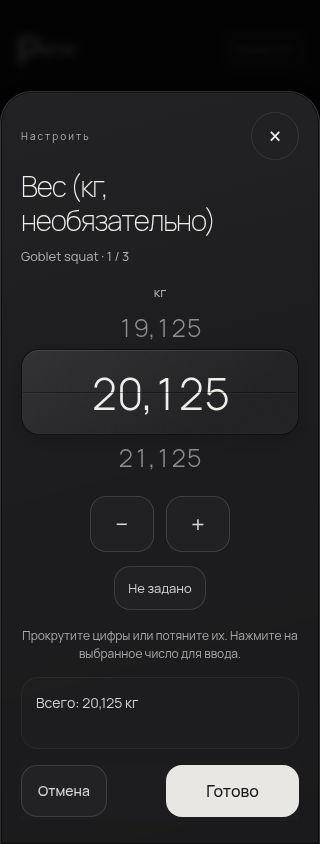 Настроить
×
Вес (кг,
необязательно)
Goblet squat · 1 / 3
кг
19,125
20,125
21,125
− +
Не задано
Прокрутите цифры или потяните их. Нажмите на
выбранное число для ввода.
Всего: 20,125 кг
Отмена Готово